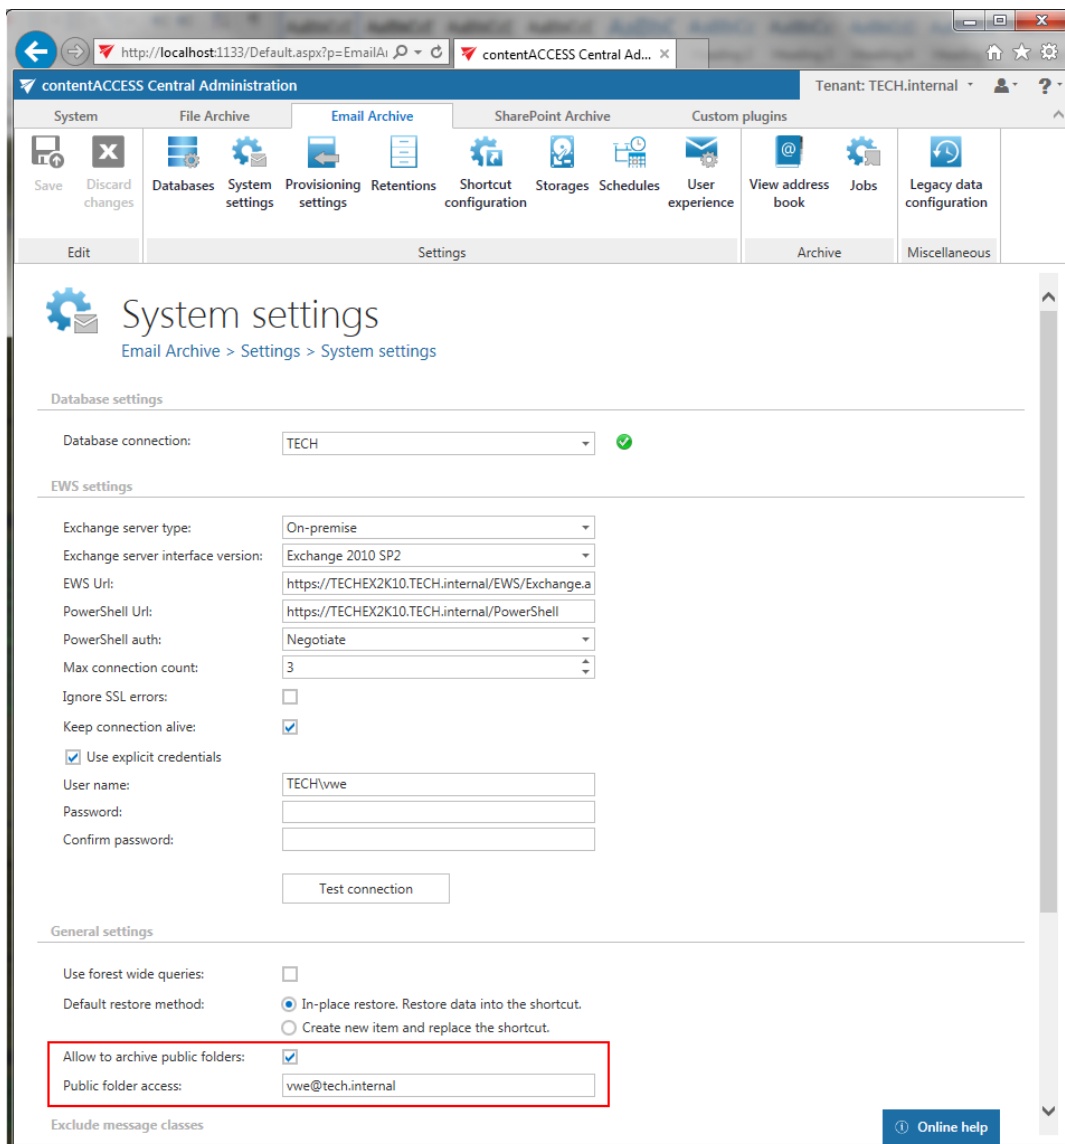 http://localhost:1133/Default.aspx?p=EmailAr
contentACCESS Central Ad...
contentACCESS Central Administration
Tenant: TECH.internal
?
System File Archive Email Archive SharePoint Archive Custom plugins
Save
Discard changes
Databases
System settings
Provisioning settings
Retentions
Shortcut configuration
Storages
Schedules
User experience
View address book
Jobs
Legacy data configuration
Edit Settings Archive Miscellaneous
System settings
Email Archive > Settings > System settings
Database settings
Database connection: TECH
EWS settings
Exchange server type: On-premise
Exchange server interface version: Exchange 2010 SP2
EWS Url: https://TECHEX2K10.TECH.internal/EWS/Exchange.a
PowerShell Url: https://TECHEX2K10.TECH.internal/PowerShell
PowerShell auth: Negotiate
Max connection count: 3
Ignore SSL errors:
Keep connection alive:
Use explicit credentials
User name: TECH\vwe
Password:
Confirm password:
Test connection
General settings
Use forest wide queries:
Default restore method: In-place restore. Restore data into the shortcut.
Create new item and replace the shortcut.
Allow to archive public folders:
Public folder access: vwe@tech.internal
Exclude message classes
Online help